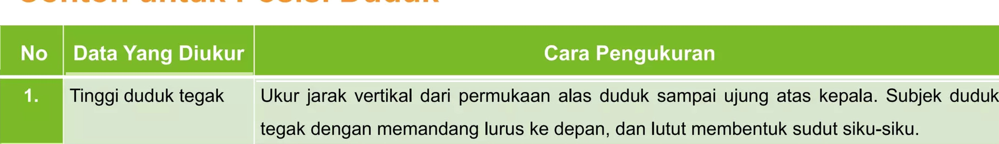 No Data Yang Diukur Cara Pengukuran
1. Tinggi duduk tegak Ukur jarak vertikal dari permukaan alas duduk sampai ujung atas kepala. Subjek duduk
tegak dengan memandang lurus ke depan, dan lutut membentuk sudut siku-siku.